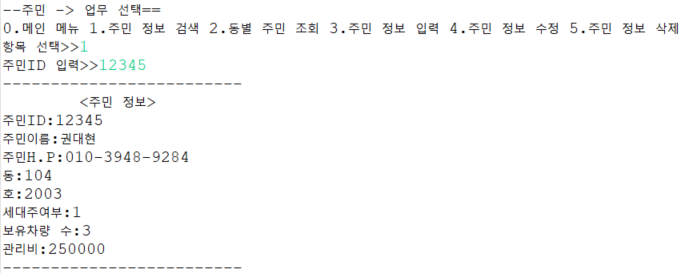 --주민 -> 업무 선택==
0.메인 메뉴 1.주민 정보 검색 2.동별 주민 조회 3.주민 정보 입력 4.주민 정보 수정 5.주민 정보 삭제
항목 선택>>1
주민ID 입력>>12345
--------------------------
<주민 정보>
주민ID:12345
주민이름:권대현
주민H.P:010-3948-9284
동:104
호:2003
세대주여부:1
보유차량 수:3
관리비:250000
--------------------------